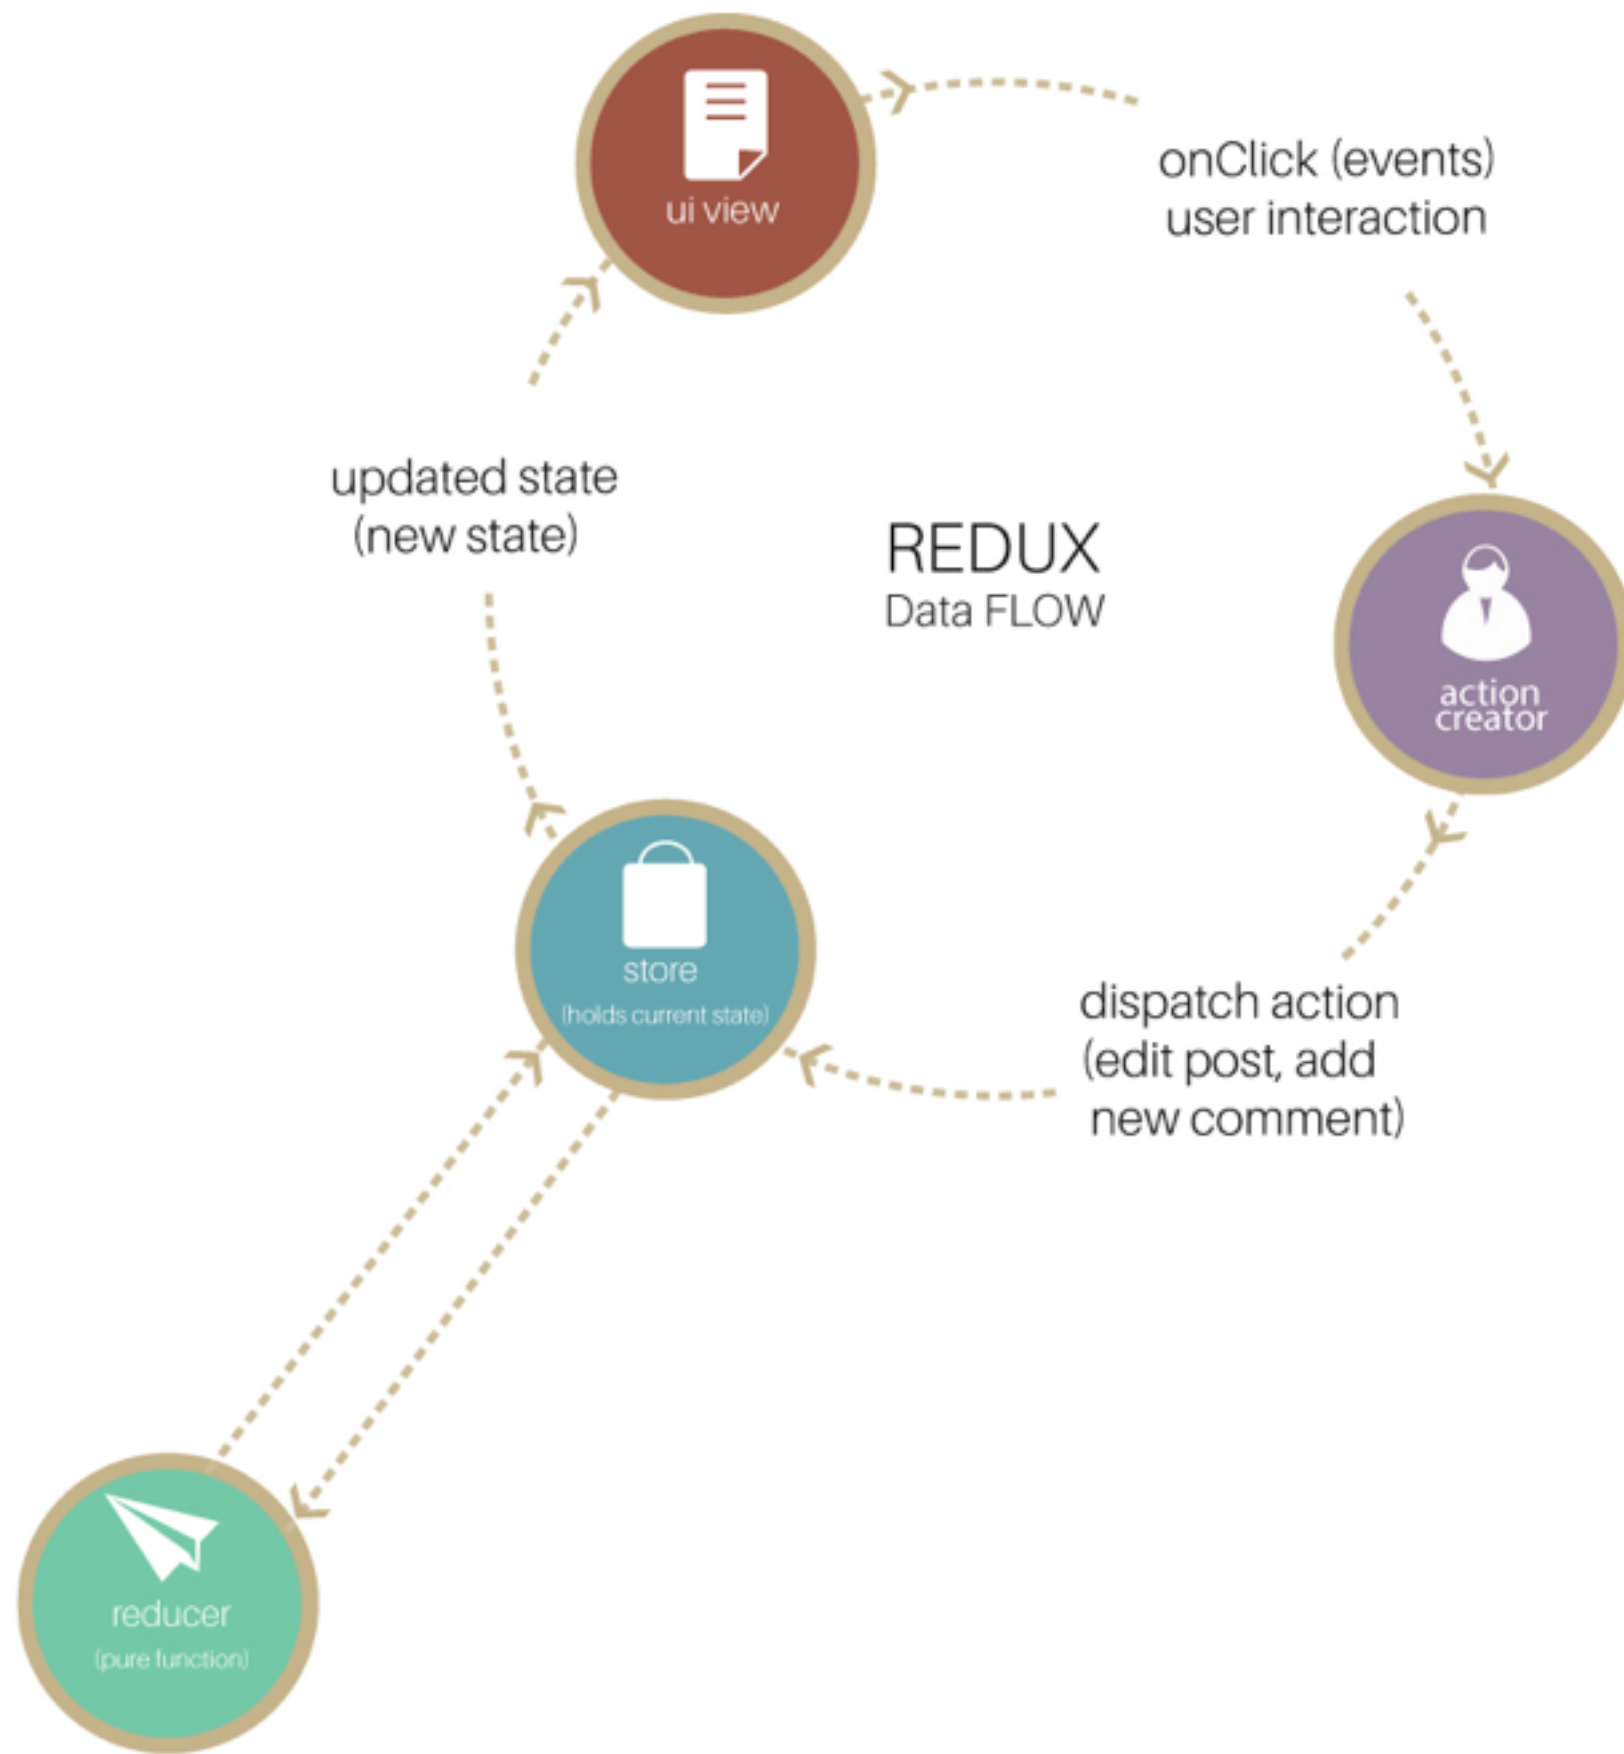 ui view
onClick (events)
user interaction
updated state
(new state)
REDUX
Data FLOW
action
creator
store
(holds current state)
dispatch action
(edit post, add
new comment)
reducer
(pure function)